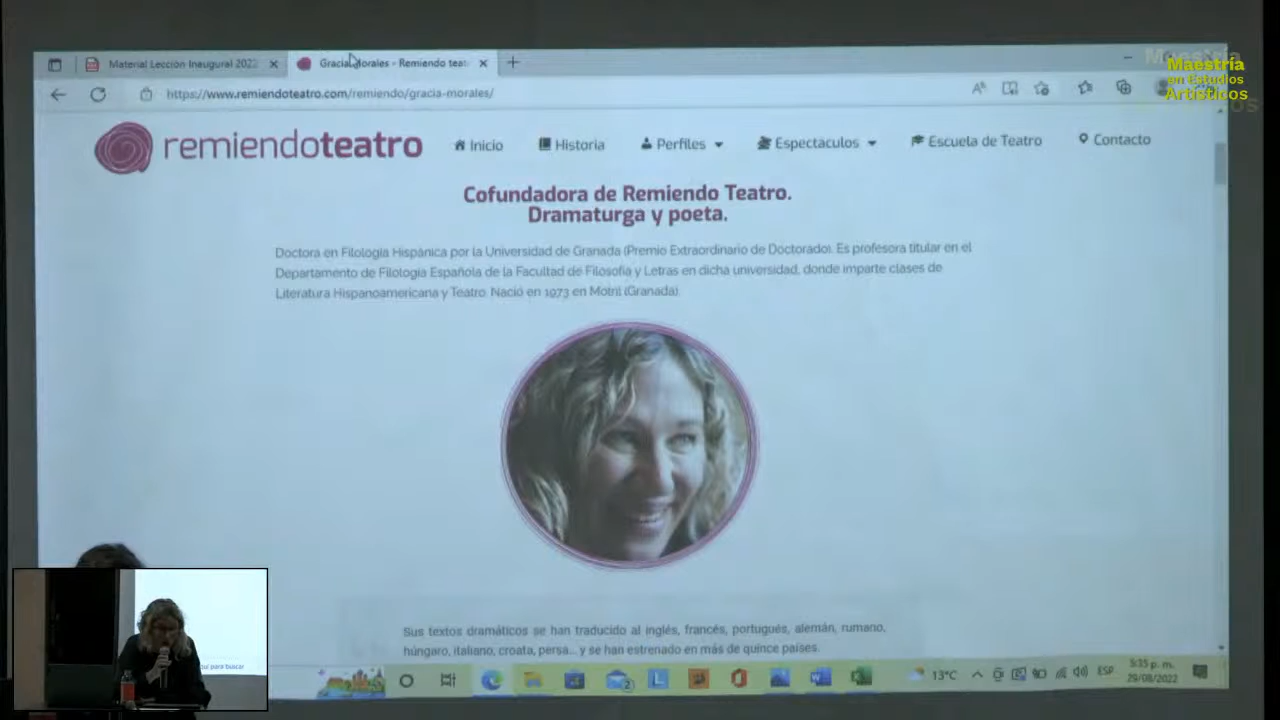 Material Lección Inaugural 2022
Gracia Morales - Remiendo teat
https://www.remiendoteatro.com/remiendo/gracia-morales/
Maestría
en Estudios
Artísticos
remiendoteatro
Inicio
Historia
Perfiles
Espectáculos
Escuela de Teatro
Contacto
Cofundadora de Remiendo Teatro.
Dramaturga y poeta.
Doctora en Filología Hispánica por la Universidad de Granada (Premio Extraordinario de Doctorado). Es profesora titular en el
Departamento de Filología Española de la Facultad de Filosofía y Letras en dicha universidad, donde imparte clases de
Literatura Hispanoamericana y Teatro. Nació en 1973 en Motril (Granada).
Sus textos dramáticos se han traducido al inglés, francés, portugués, alemán, rumano,
húngaro, italiano, croata, persa... y se han estrenado en más de quince países.
quí para buscar
13°C
ESP
5:35 p. m.
29/08/2022